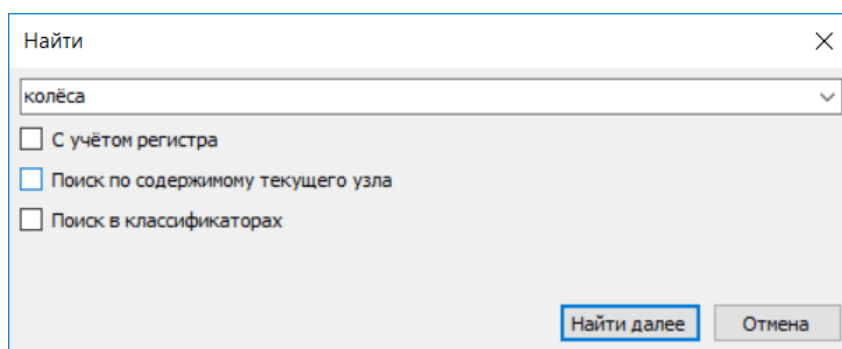 Найти
колёса
С учётом регистра
Поиск по содержимому текущего узла
Поиск в классификаторах
Найти далее
Отмена